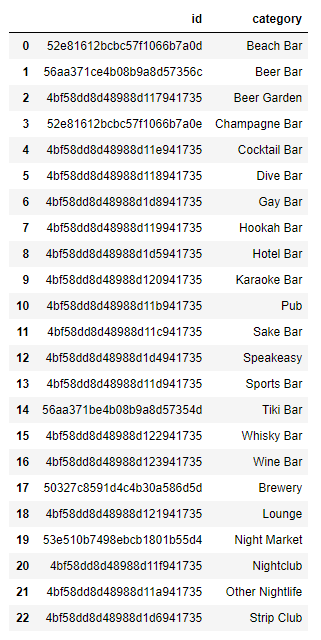 id category
0 52e81612bcbc57f1066b7a0d Beach Bar
1 56aa371ce4b08b9a8d57356c Beer Bar
2 4bf58dd8d48988d117941735 Beer Garden
3 52e81612bcbc57f1066b7a0e Champagne Bar
4 4bf58dd8d48988d11e941735 Cocktail Bar
5 4bf58dd8d48988d118941735 Dive Bar
6 4bf58dd8d48988d1d8941735 Gay Bar
7 4bf58dd8d48988d119941735 Hookah Bar
8 4bf58dd8d48988d1d5941735 Hotel Bar
9 4bf58dd8d48988d120941735 Karaoke Bar
10 4bf58dd8d48988d11b941735 Pub
11 4bf58dd8d48988d11c941735 Sake Bar
12 4bf58dd8d48988d1d4941735 Speakeasy
13 4bf58dd8d48988d11d941735 Sports Bar
14 56aa371be4b08b9a8d57354d Tiki Bar
15 4bf58dd8d48988d122941735 Whisky Bar
16 4bf58dd8d48988d123941735 Wine Bar
17 50327c8591d4c4b30a586d5d Brewery
18 4bf58dd8d48988d121941735 Lounge
19 53e510b7498ebcb1801b55d4 Night Market
20 4bf58dd8d48988d11f941735 Nightclub
21 4bf58dd8d48988d11a941735 Other Nightlife
22 4bf58dd8d48988d1d6941735 Strip Club